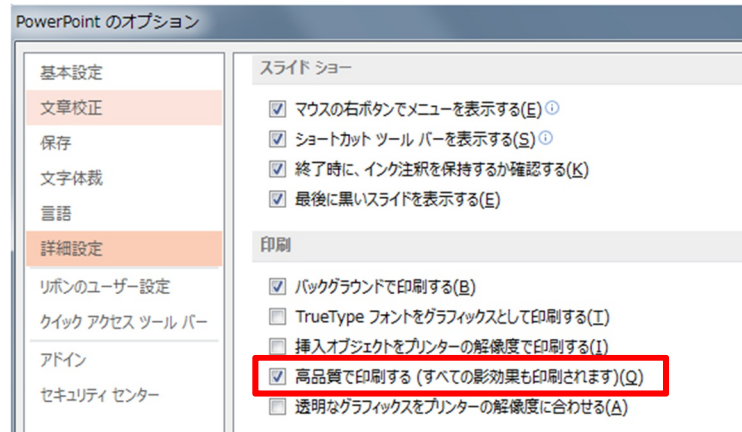 PowerPoint のオプション
基本設定
文章校正
保存
文字体裁
言語
詳細設定
リボンのユーザー設定
クイック アクセス ツール バー
アドイン
セキュリティ センター
スライド ショー
マウスの右ボタンでメニューを表示する(E)
ショートカット ツール バーを表示する(S)
終了時に、インク注釈を保持するか確認する(K)
最後に黒いスライドを表示する(E)
印刷
バックグラウンドで印刷する(B)
TrueType フォントをグラフィックスとして印刷する(T)
挿入オブジェクトをプリンターの解像度で印刷する(I)
高品質で印刷する (すべての影効果も印刷されます)(Q)
透明なグラフィックスをプリンターの解像度に合わせる(A)